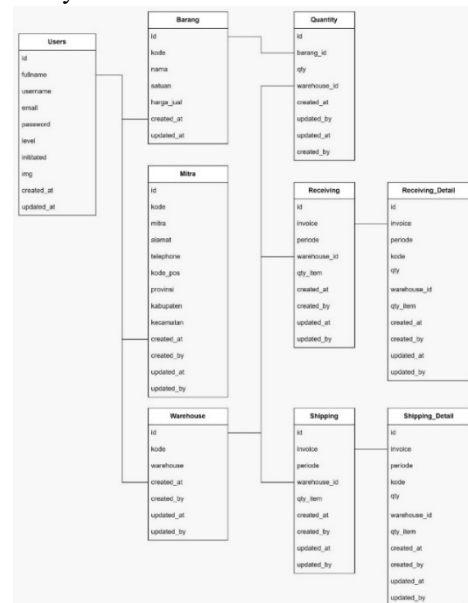 Users
id
fullname
username
email
password
level
initiated
img
created_at
updated_at
Barang
id
kode
nama
satuan
harga_jual
created_at
updated_at
Mitra
id
kode
mitra
alamat
telephone
kode_pos
provinsi
kabupaten
kecamatan
created_at
created_by
updated_at
updated_by
Warehouse
id
kode
warehouse
created_at
created_by
updated_at
updated_by
Quantity
id
barang_id
qty
warehouse_id
created_at
updated_by
updated_at
created_by
Receiving
id
invoice
periode
warehouse_id
qty_item
created_at
created_by
updated_at
updated_by
Receiving_Detail
id
invoice
periode
kode
qty
warehouse_id
qty_item
created_at
created_by
updated_at
updated_by
Shipping
id
invoice
periode
warehouse_id
qty_item
created_at
created_by
updated_at
updated_by
Shipping_Detail
id
invoice
periode
kode
qty
warehouse_id
qty_item
created_at
created_by
updated_at
updated_by